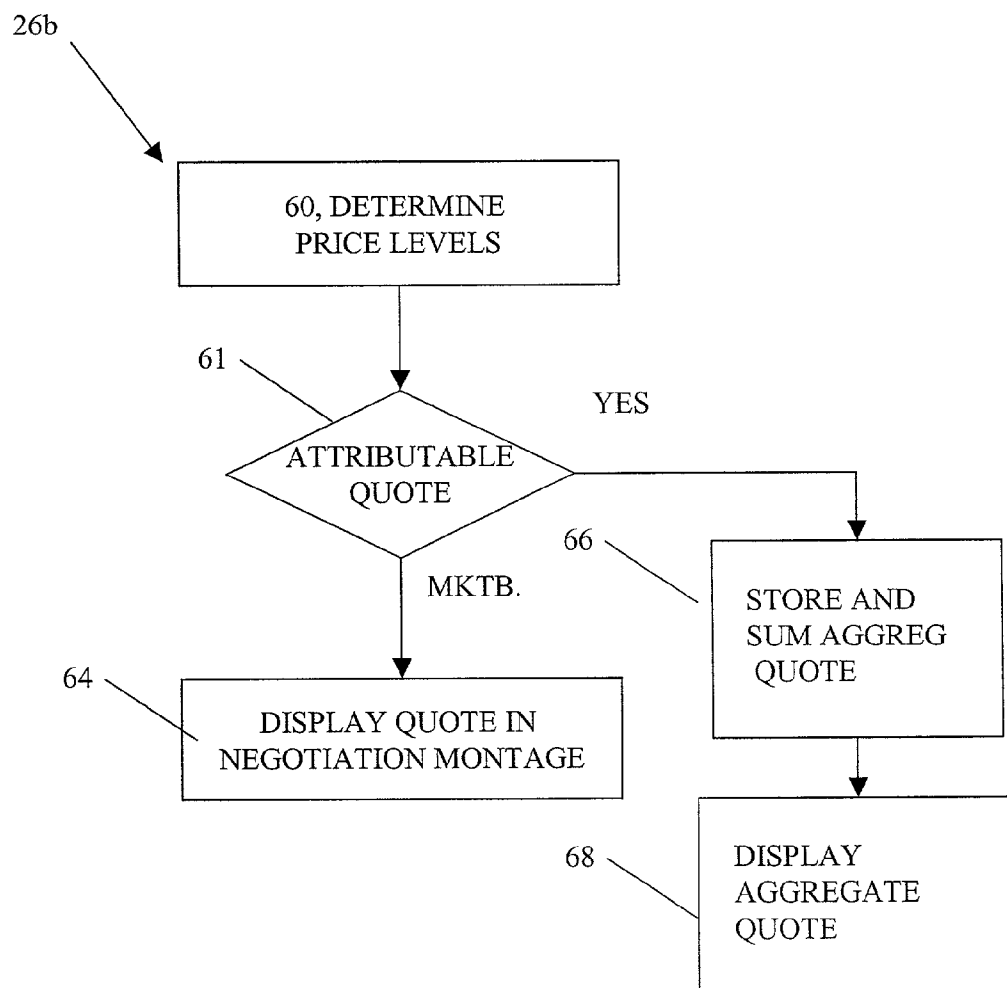 26b
60, DETERMINE
PRICE LEVELS
61
YES
ATTRIBUTABLE
QUOTE
66
MKTB.
STORE AND
SUM AGGREG
QUOTE
64
DISPLAY QUOTE IN
NEGOTIATION MONTAGE
68
DISPLAY
AGGREGATE
QUOTE